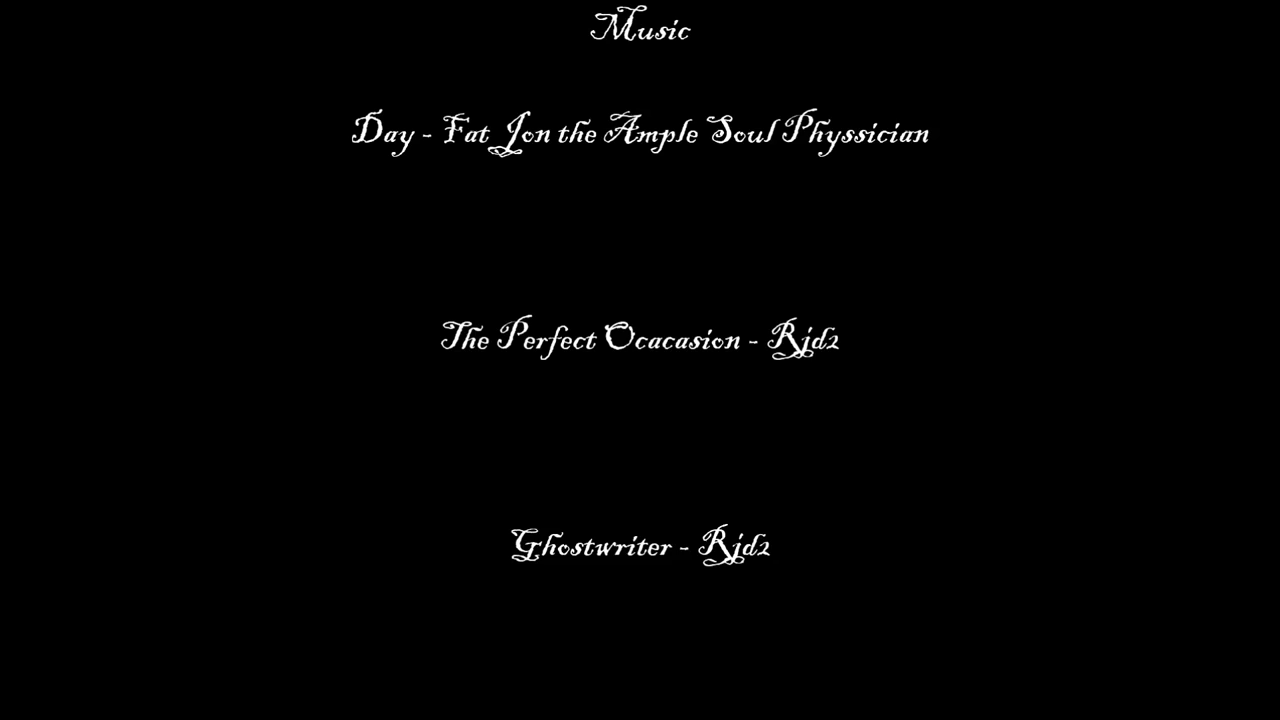 Music
Day - Fat Jon the Ample Soul Physsician
The Perfect Ocacasion - Rjd2
Ghostwriter - Rjd2